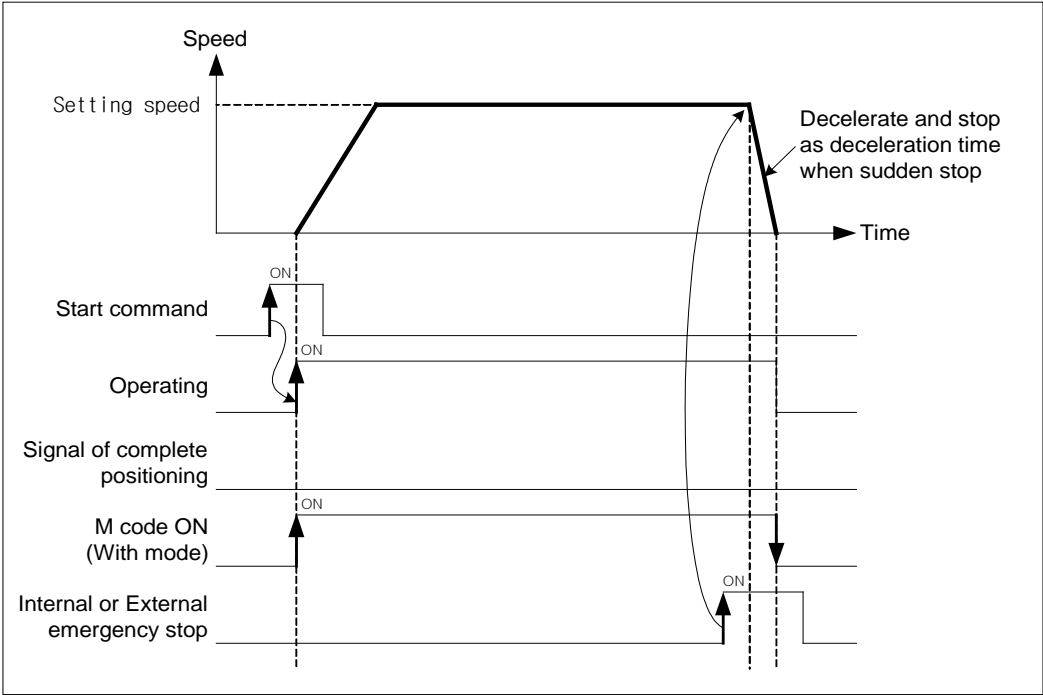 Speed
Setting speed
Decelerate and stop
as deceleration time
when sudden stop
Time
ON
Start command
ON
Operating
Signal of complete
positioning
ON
M code ON
(With mode)
ON
Internal or External
emergency stop